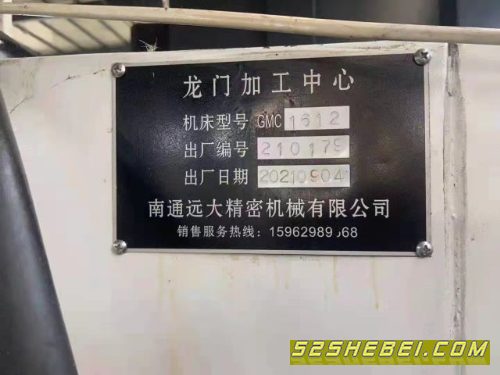 龙门加工中心
机床型号 GMC 1612
出厂编号 210179
出厂日期 20210904
南通远大精密机械有限公司
销售服务热线:
52SHEBEI.COM